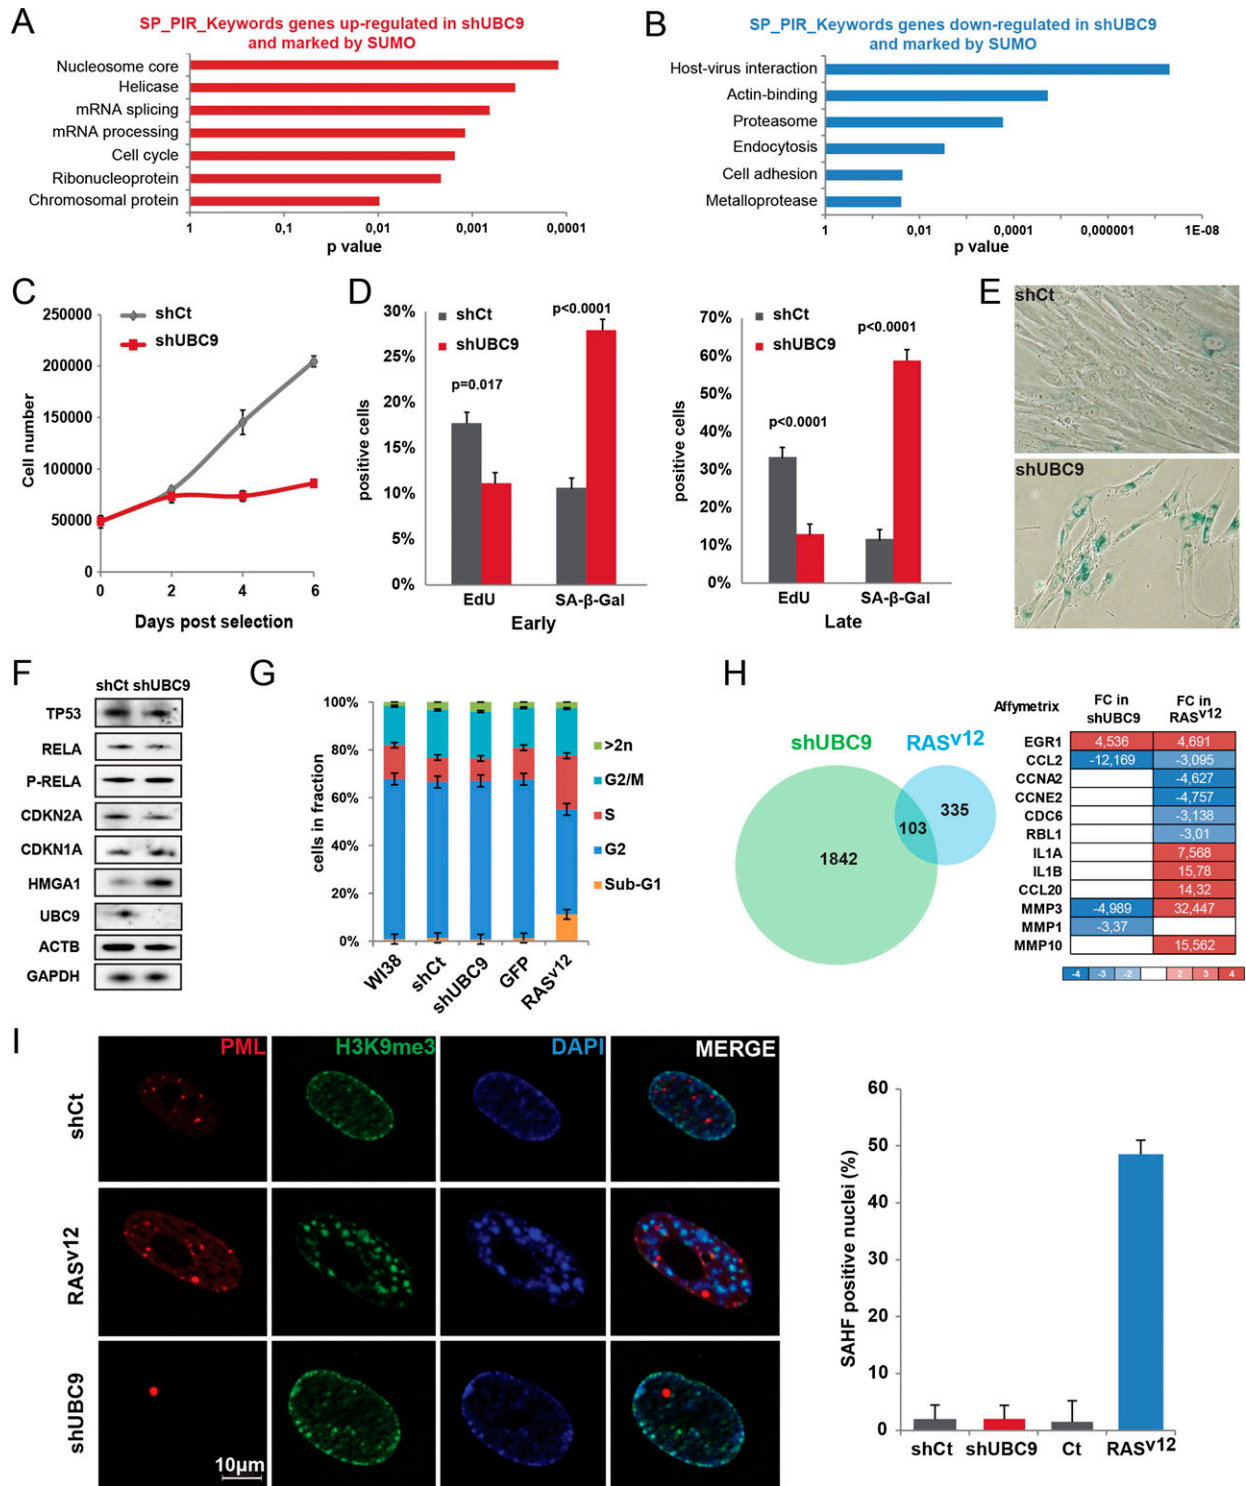 A
SP_PIR_Keywords genes up-regulated in shUBC9
and marked by SUMO
Nucleosome core
Helicase
mRNA splicing
mRNA processing
Cell cycle
Ribonucleoprotein
Chromosomal protein
1 0,1 0,01 0,001 0,0001
p value
B
SP_PIR_Keywords genes down-regulated in shUBC9
and marked by SUMO
Host-virus interaction
Actin-binding
Proteasome
Endocytosis
Cell adhesion
Metalloprotease
1 0,01 0,0001 0,000001 1E-08
p value
C
250000
200000
150000
100000
50000
0
Cell number
shCt
shUBC9
0 2 4 6
Days post selection
D
30%
25%
20%
15%
10%
5%
0%
positive cells
shCt
shUBC9
p<0.0001
p=0.017
EdU SA-β-Gal
Early
70%
60%
50%
40%
30%
20%
10%
0%
positive cells
shCt
shUBC9
p<0.0001
p<0.0001
EdU SA-β-Gal
Late
E
shCt
shUBC9
F
shCt shUBC9
TP53
RELA
P-RELA
CDKN2A
CDKN1A
HMGA1
UBC9
ACTB
GAPDH
G
100%
80%
60%
40%
20%
0%
cells in fraction
>2n
G2/M
S
G2
Sub-G1
WI38 shCt shUBC9 GFP RASV12
H
shUBC9
RASV12
1842
103
335
Affymetrix FC in shUBC9 FC in RASV12
EGR1 4,536 4,691
CCL2 -12,169 -3,095
CCNA2 -4,627
CCNE2 -4,757
CDC6 -3,138
RBL1 -3,01
IL1A 7,568
IL1B 15,78
CCL20 14,32
MMP3 -4,989 32,447
MMP1 -3,37
MMP10 15,562
-4 -3 -2 2 3 4
I
PML H3K9me3 DAPI MERGE
shCt
RASV12
shUBC9
10µm
60
50
40
30
20
10
0
SAHF positive nuclei (%)
shCt shUBC9 Ct RASV12